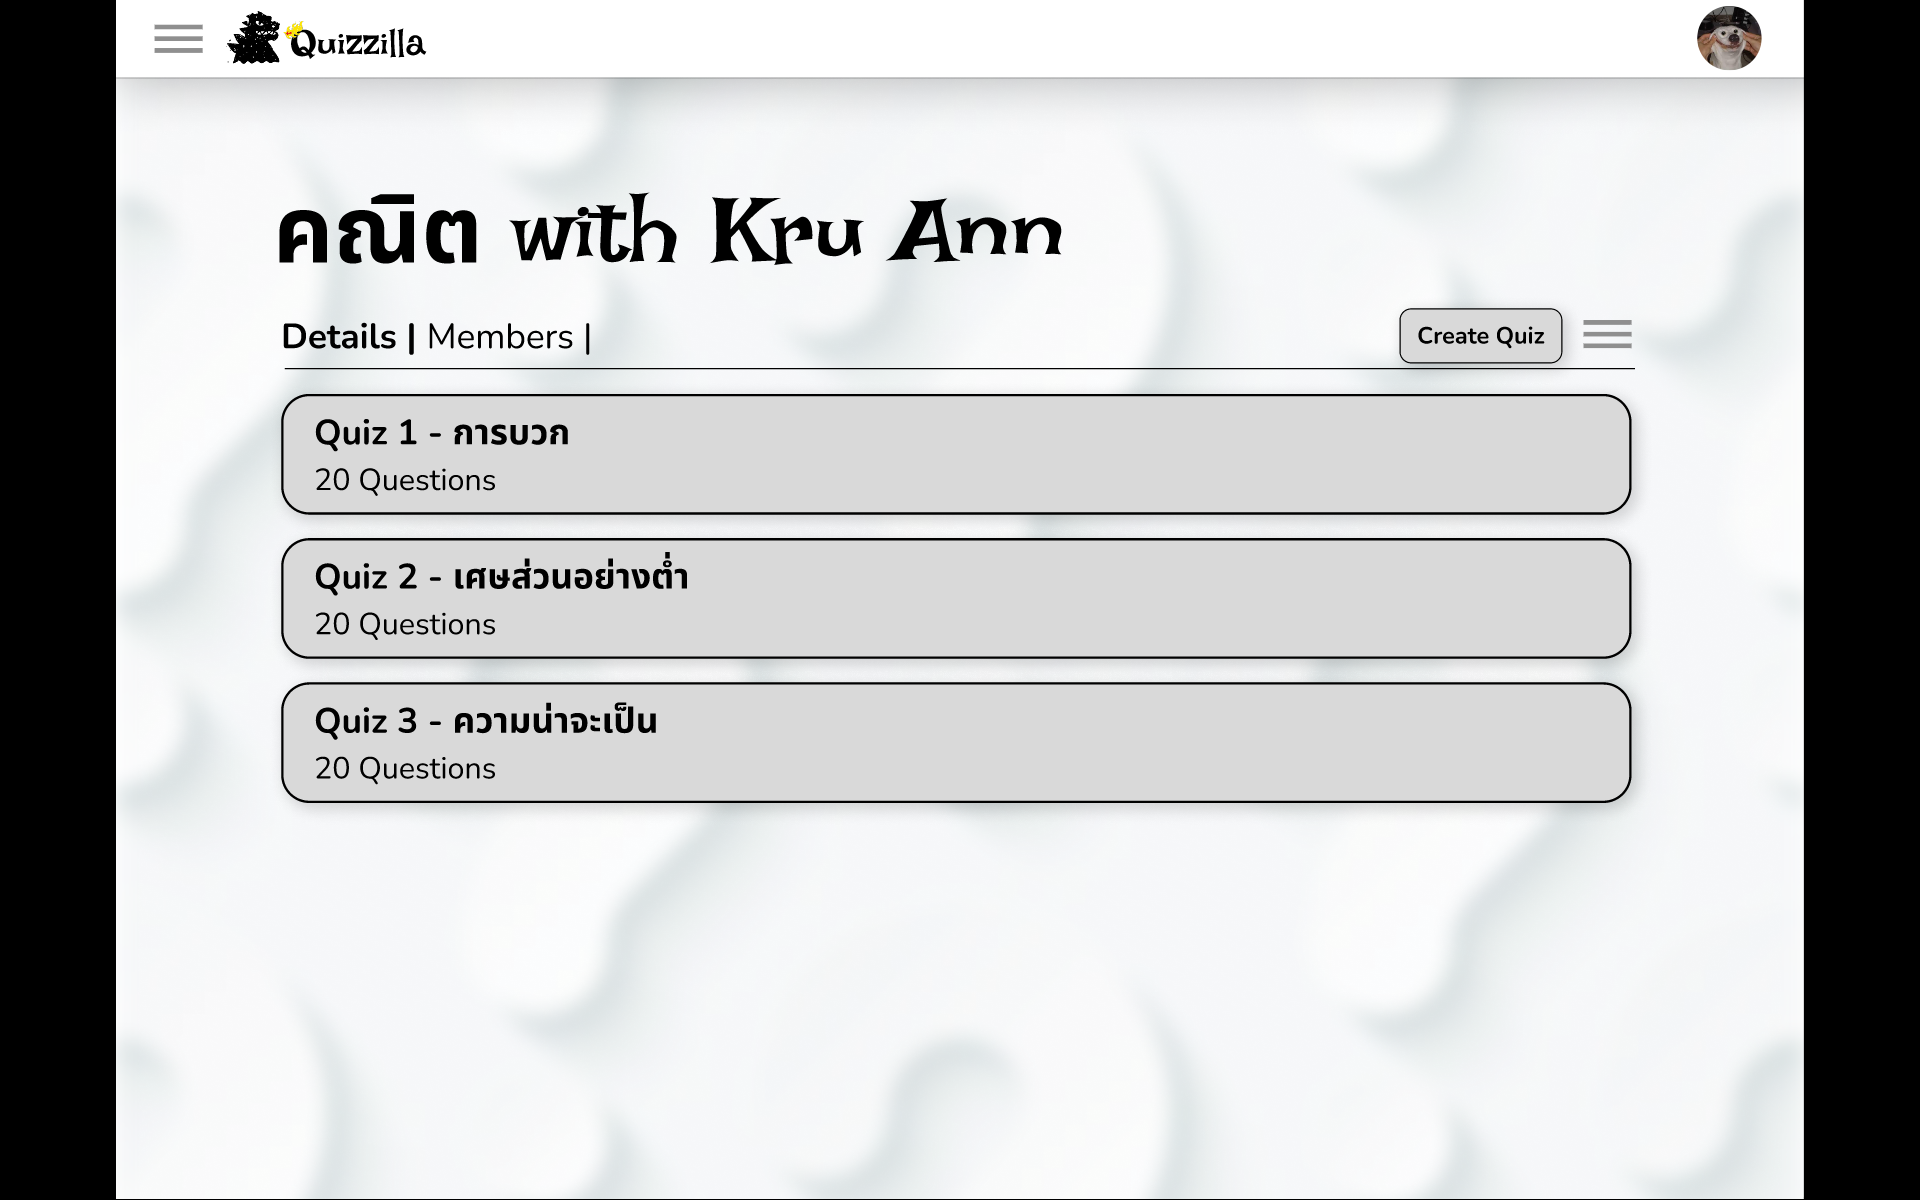 Quizzilla
คณิต with Kru Ann
Details | Members |
Create Quiz
Quiz 1 - การบวก
20 Questions
Quiz 2 - เศษส่วนอย่างต่ำ
20 Questions
Quiz 3 - ความน่าจะเป็น
20 Questions